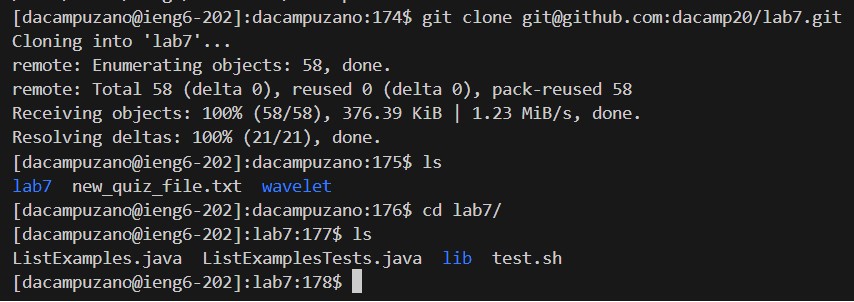 [dacampuzano@ieng6-202]:dacampuzano:174$ git clone git@github.com:dacamp20/lab7.git
Cloning into 'lab7'...
remote: Enumerating objects: 58, done.
remote: Total 58 (delta 0), reused 0 (delta 0), pack-reused 58
Receiving objects: 100% (58/58), 376.39 KiB | 1.23 MiB/s, done.
Resolving deltas: 100% (21/21), done.
[dacampuzano@ieng6-202]:dacampuzano:175$ ls
lab7  new_quiz_file.txt  wavelet
[dacampuzano@ieng6-202]:dacampuzano:176$ cd lab7/
[dacampuzano@ieng6-202]:lab7:177$ ls
ListExamples.java  ListExamplesTests.java  lib  test.sh
[dacampuzano@ieng6-202]:lab7:178$